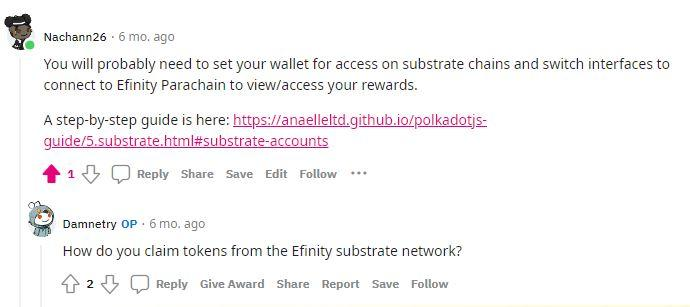 Nachann26 · 6 mo. ago
You will probably need to set your wallet for access on substrate chains and switch interfaces to
connect to Efinity Parachain to view/access your rewards.
A step-by-step guide is here: https://anaelleltd.github.io/polkadotjs-
guide/5.substrate.html#substrate-accounts
1 Reply Share Save Edit Follow ···
Damnetry OP · 6 mo. ago
How do you claim tokens from the Efinity substrate network?
2 Reply Give Award Share Report Save Follow